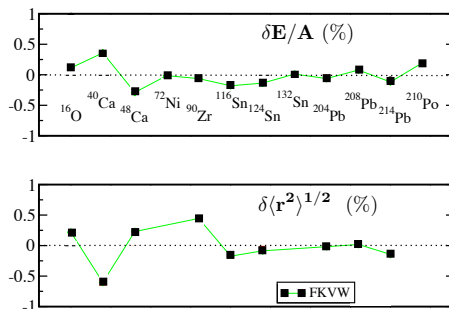 1
δE/A (%)
0.5
0
-0.5
-1
¹⁶O ⁴⁰Ca ⁴⁸Ca ⁷²Ni ⁹⁰Zr ¹¹⁶Sn ¹²⁴Sn ¹³²Sn ²⁰⁴Pb ²⁰⁸Pb ²¹⁴Pb ²¹⁰Po
1
δ⟨r²⟩^1/2 (%)
0.5
0
-0.5
-1
FKVW